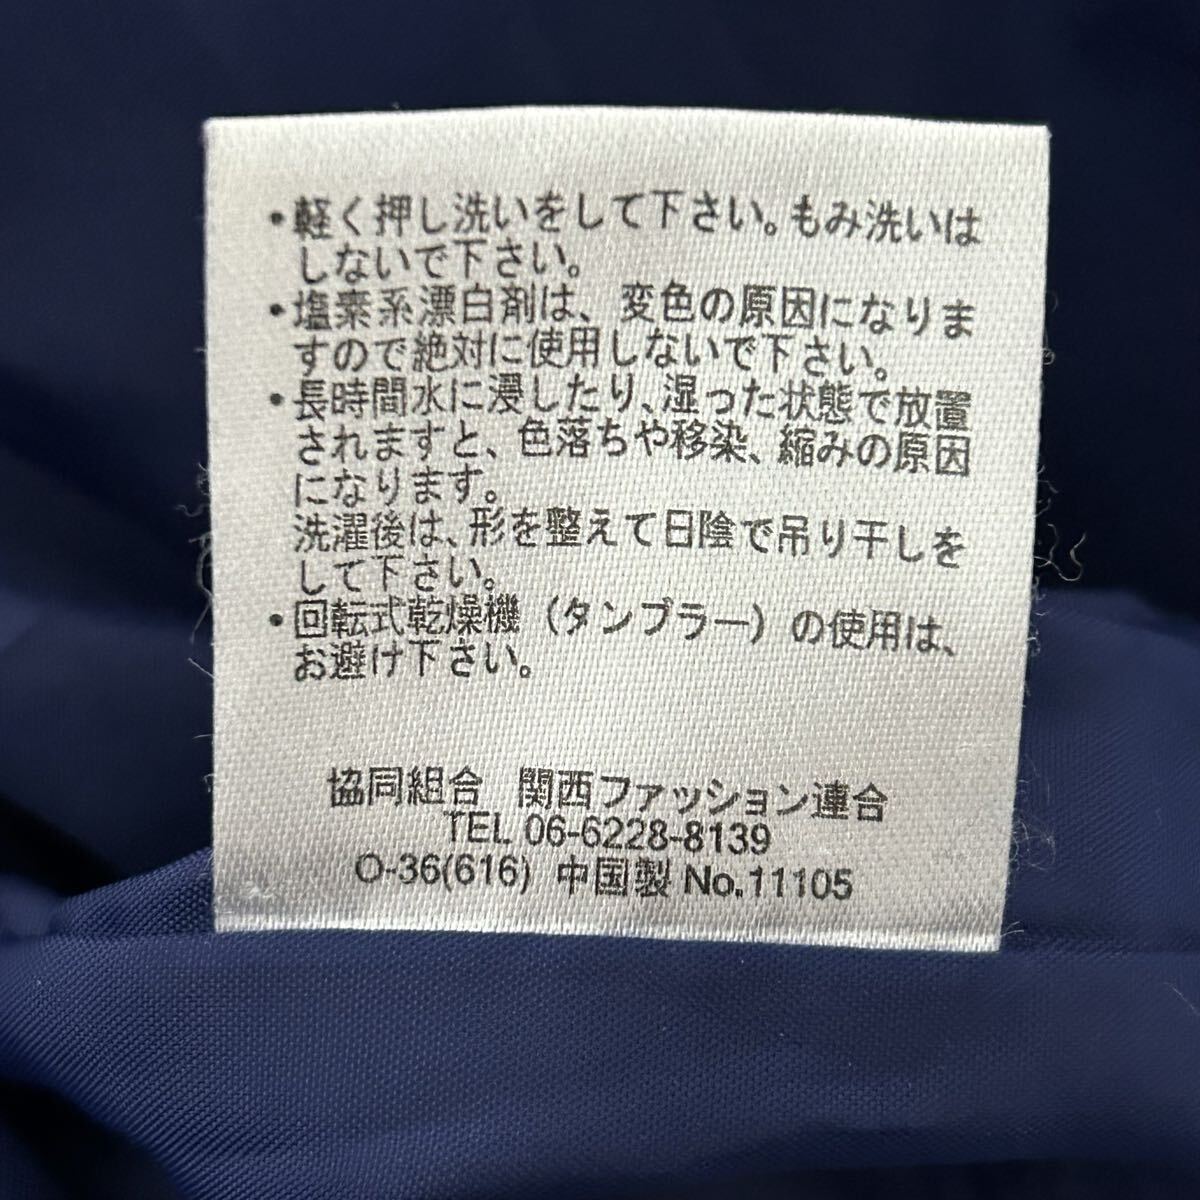 ・軽く押し洗いをして下さい。もみ洗いは
しないで下さい。
・塩素系漂白剤は、変色の原因になりま
すので絶対に使用しないで下さい。
・長時間水に浸したり、湿った状態で放置
されますと、色落ちや移染、縮みの原因
になります。
洗濯後は、形を整えて日陰で吊り干しを
して下さい。
・回転式乾燥機（タンブラー）の使用は、
お避け下さい。
協同組合 関西ファッション連合
TEL 06-6228-8139
O-36(616) 中国製 No.11105